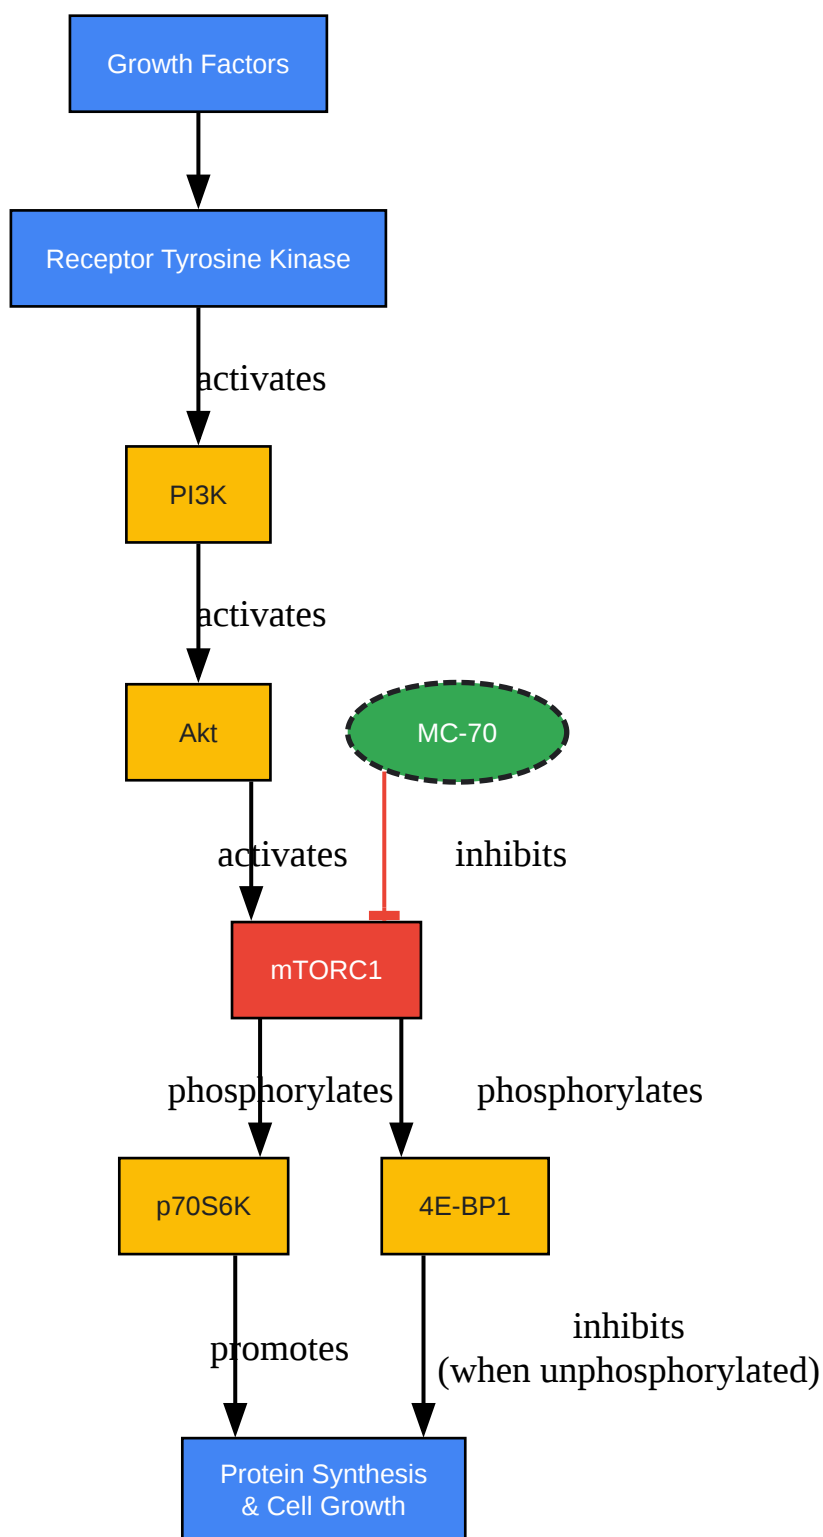 Growth Factors
Receptor Tyrosine Kinase
activates
PI3K
activates
Akt
MC-70
activates
inhibits
mTORC1
phosphorylates
phosphorylates
p70S6K
4E-BP1
promotes
inhibits
(when unphosphorylated)
Protein Synthesis
& Cell Growth